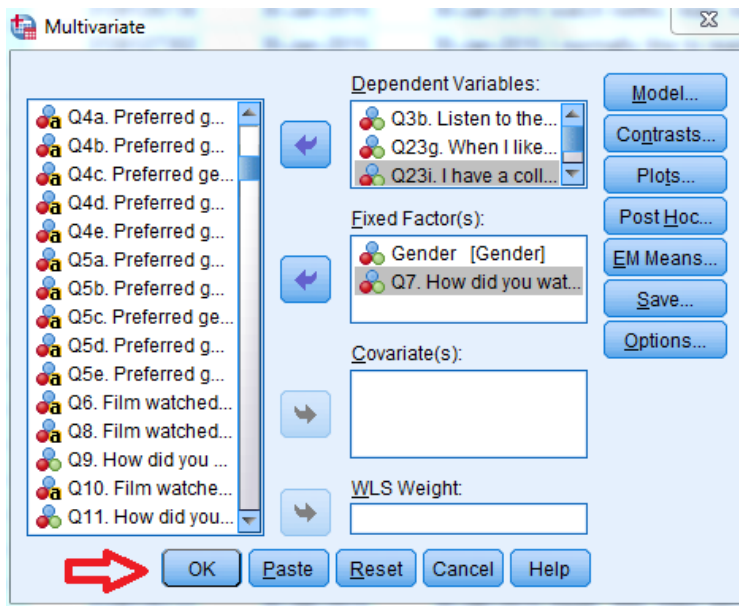 Multivariate
Q4a. Preferred g...
Q4b. Preferred g...
Q4c. Preferred ge...
Q4d. Preferred g...
Q4e. Preferred g...
Q5a. Preferred g...
Q5b. Preferred g...
Q5c. Preferred ge...
Q5d. Preferred g...
Q5e. Preferred g...
Q6. Film watched...
Q8. Film watched...
Q9. How did you ...
Q10. Film watche...
Q11. How did you...
Dependent Variables:
Q3b. Listen to the...
Q23g. When I like...
Q23i. I have a coll...
Fixed Factor(s):
Gender [Gender]
Q7. How did you wat...
Covariate(s):
WLS Weight:
Model...
Contrasts...
Plots...
Post Hoc...
EM Means...
Save...
Options...
OK
Paste
Reset
Cancel
Help